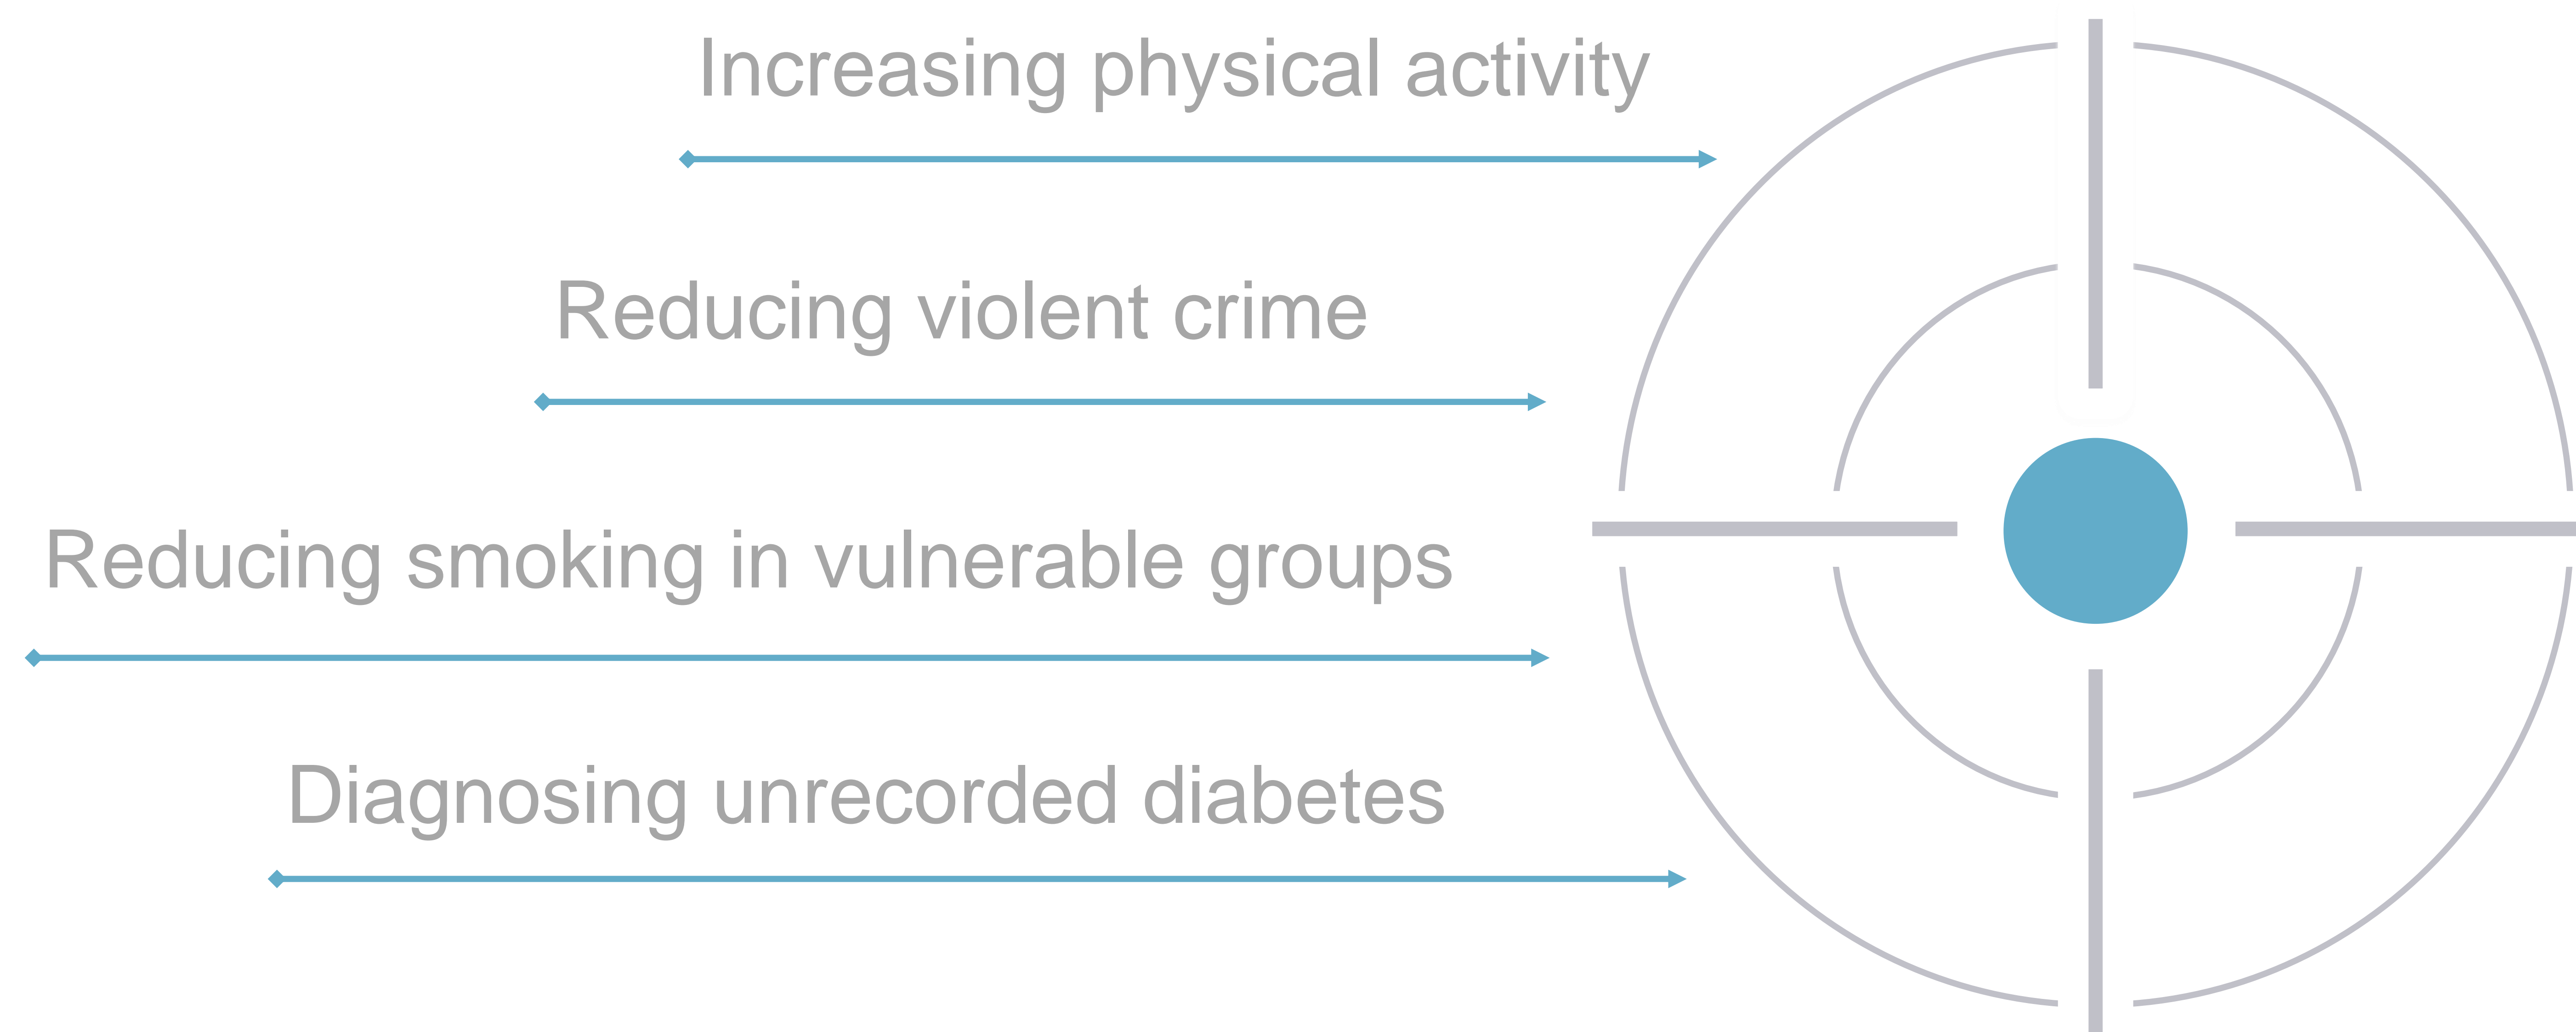 Increasing physical activity
Reducing violent crime
Reducing smoking in vulnerable groups
Diagnosing unrecorded diabetes